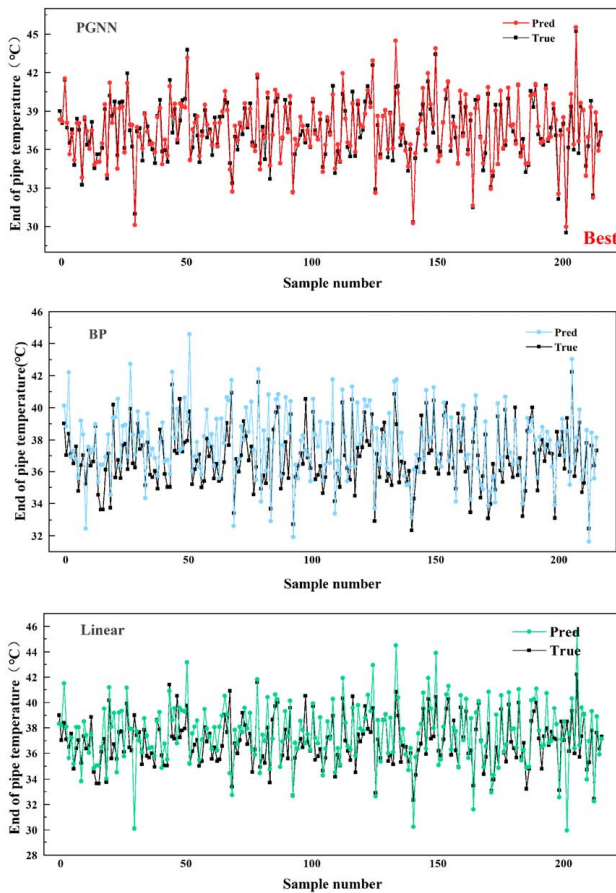 PGNN
Pred
True
45
42
39
36
33
30
End of pipe temperature（℃）
0
50
100
150
200
Sample number
Best
BP
Pred
True
46
44
42
40
38
36
34
32
End of pipe temperature(℃)
0
50
100
150
200
Sample number
Linear
Pred
True
46
44
42
40
38
36
34
32
30
28
End of pipe temperature（℃）
0
50
100
150
200
Sample number